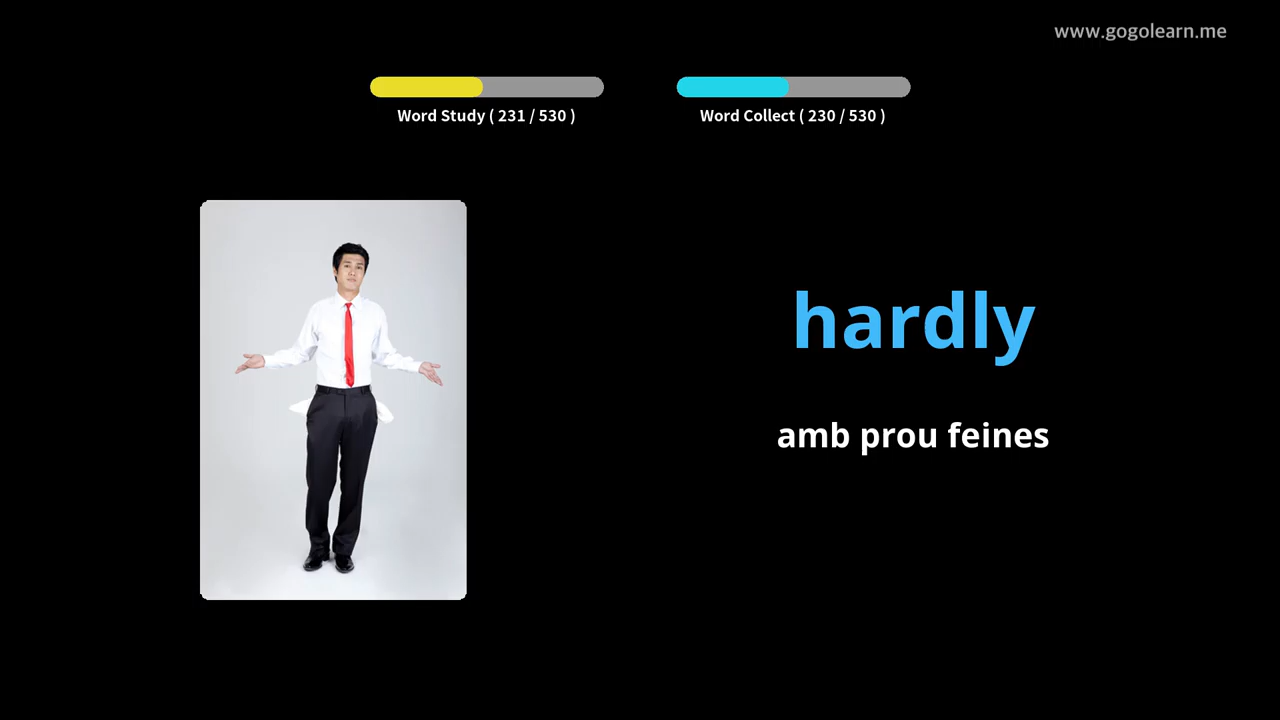 www.gogolearn.me
Word Study ( 231 / 530 )
Word Collect ( 230 / 530 )
hardly
amb prou feines